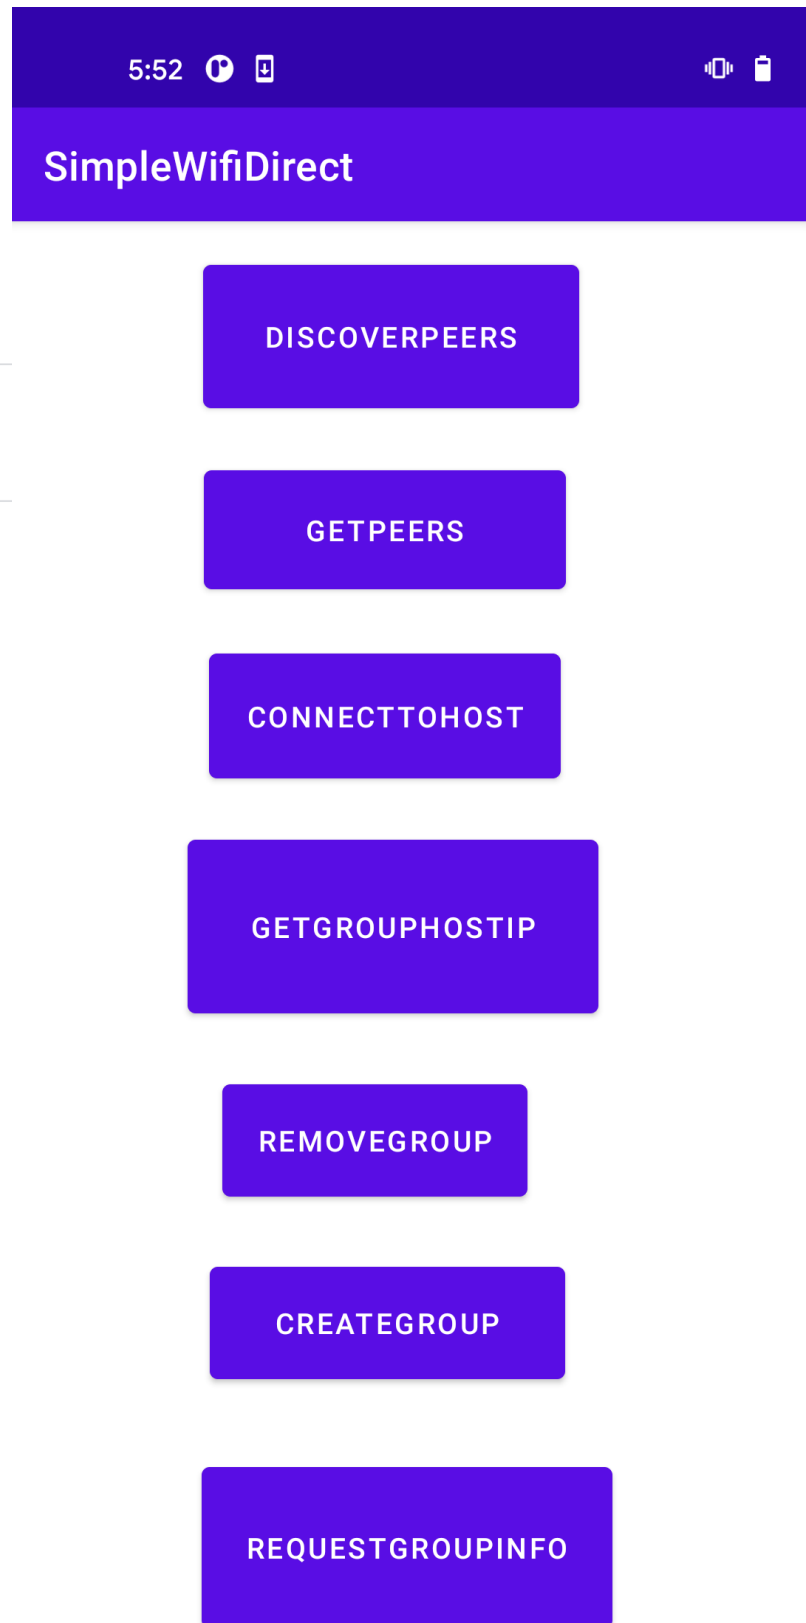 5:52
SimpleWifiDirect
DISCOVERPEERS
GETPEERS
CONNECTTOHOST
GETGROUPHOSTIP
REMOVEGROUP
CREATEGROUP
REQUESTGROUPINFO